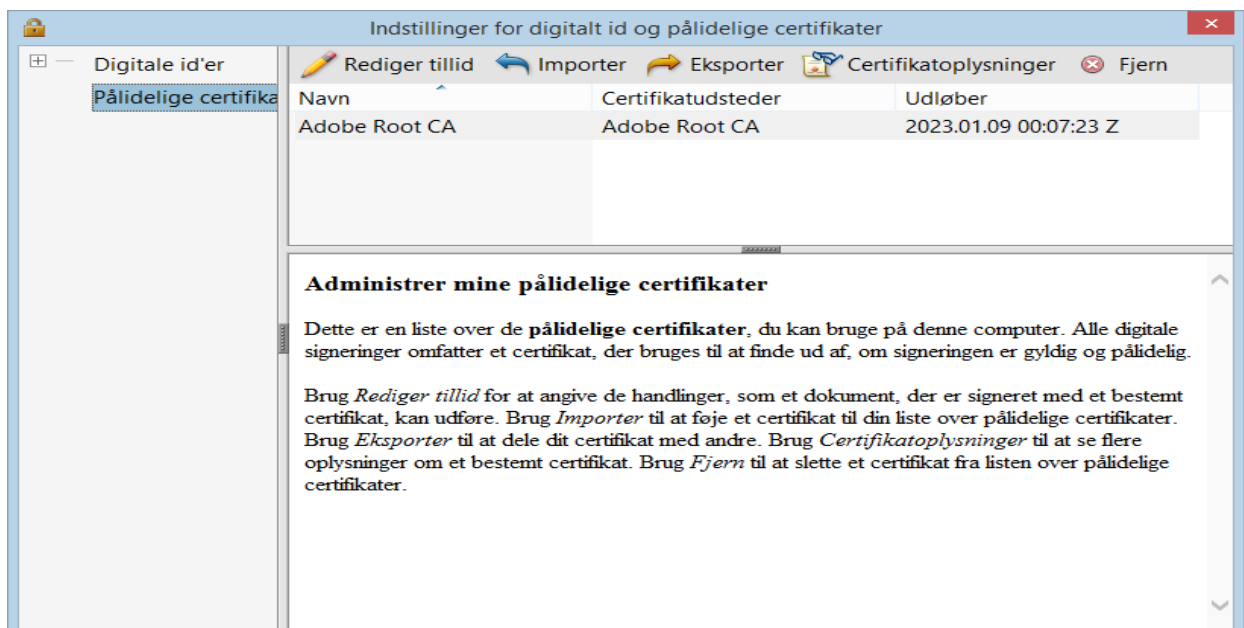 Indstillinger for digitalt id og pålidelige certifikater
Digitale id'er
Pålidelige certifika
Rediger tillid Importer Eksporter Certifikatoplysninger Fjern
Navn Certifikatudsteder Udløber
Adobe Root CA Adobe Root CA 2023.01.09 00:07:23 Z
Administrer mine pålidelige certifikater
Dette er en liste over de pålidelige certifikater, du kan bruge på denne computer. Alle digitale
signeringer omfatter et certifikat, der bruges til at finde ud af, om signeringen er gyldig og pålidelig.
Brug Rediger tillid for at angive de handlinger, som et dokument, der er signeret med et bestemt
certifikat, kan udføre. Brug Importer til at føje et certifikat til din liste over pålidelige certifikater.
Brug Eksporter til at dele dit certifikat med andre. Brug Certifikatoplysninger til at se flere
oplysninger om et bestemt certifikat. Brug Fjern til at slette et certifikat fra listen over pålidelige
certifikater.